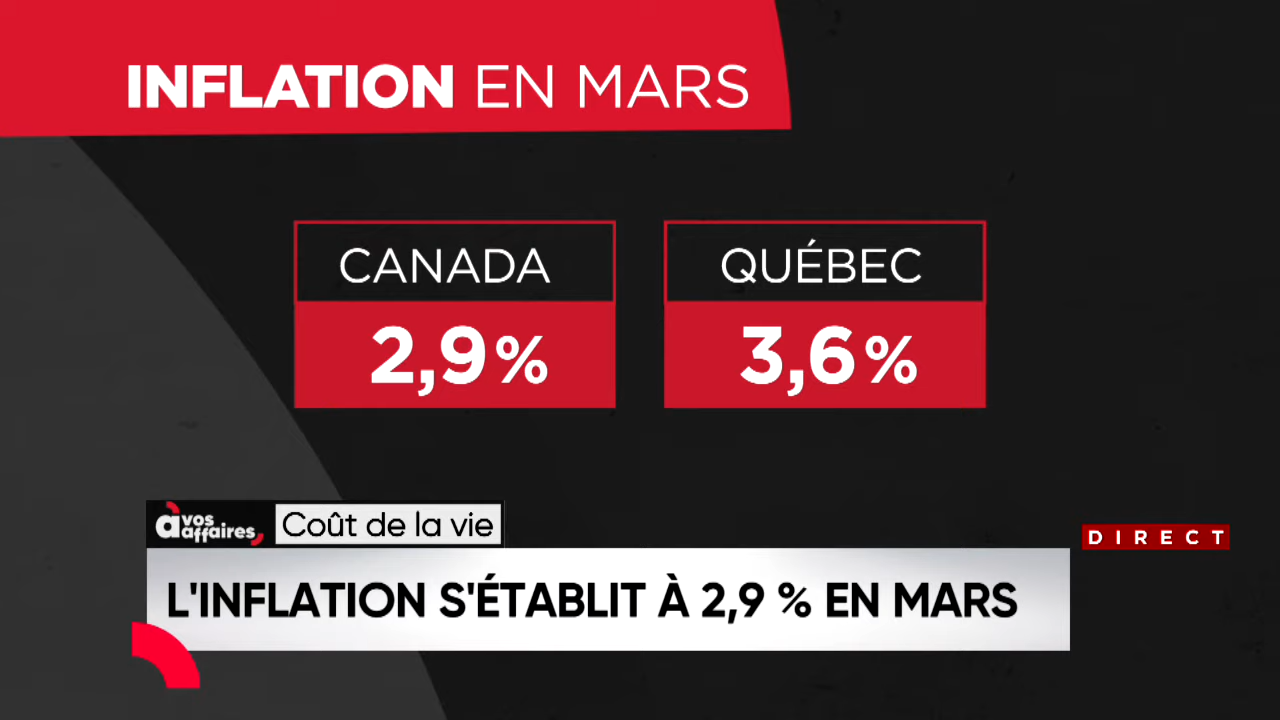 INFLATION EN MARS
CANADA
QUÉBEC
2,9 %
3,6 %
à vos affaires
Coût de la vie
DIRECT
L'INFLATION S'ÉTABLIT À 2,9 % EN MARS